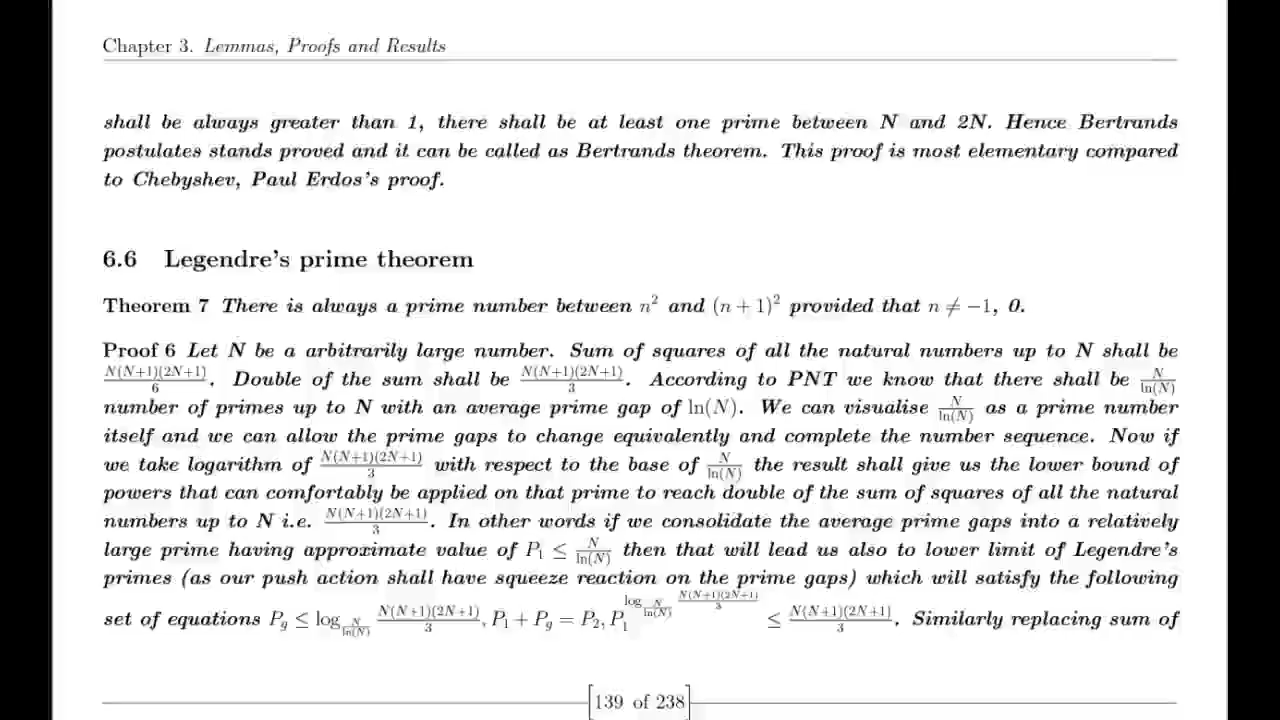 Chapter 3. Lemmas, Proofs and Results
shall be always greater than 1, there shall be at least one prime between N and 2N. Hence Bertrands
postulates stands proved and it can be called as Bertrands theorem. This proof is most elementary compared
to Chebyshev, Paul Erdos's proof.
6.6 Legendre's prime theorem
Theorem 7 There is always a prime number between n² and (n + 1)² provided that n ≠ −1, 0.
Proof 6 Let N be a arbitrarily large number. Sum of squares of all the natural numbers up to N shall be
N(N+1)(2N+1)/6. Double of the sum shall be N(N+1)(2N+1)/3. According to PNT we know that there shall be N/ln(N)
number of primes up to N with an average prime gap of ln(N). We can visualise N/ln(N) as a prime number
itself and we can allow the prime gaps to change equivalently and complete the number sequence. Now if
we take logarithm of N(N+1)(2N+1)/3 with respect to the base of N/ln(N) the result shall give us the lower bound of
powers that can comfortably be applied on that prime to reach double of the sum of squares of all the natural
numbers up to N i.e. N(N+1)(2N+1)/3. In other words if we consolidate the average prime gaps into a relatively
large prime having approximate value of P₁ ≤ N/ln(N) then that will lead us also to lower limit of Legendre's
primes (as our push action shall have squeeze reaction on the prime gaps) which will satisfy the following
set of equations P_g ≤ log_{N/ln(N)} N(N+1)(2N+1)/3, P₁ + P_g = P₂, P₁^{log_{N/ln(N)} N(N+1)(2N+1)/3} ≤ N(N+1)(2N+1)/3. Similarly replacing sum of
[139 of 238]